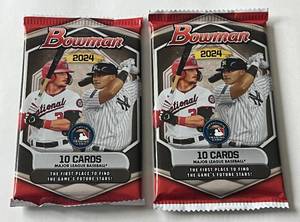 Bowman
2024
10 CARDS
MAJOR LEAGUE BASEBALL®
THE FIRST PLACE TO FIND
THE GAME'S FUTURE STARS!
Bowman
2024
10 CARDS
MAJOR LEAGUE BASEBALL®
THE FIRST PLACE TO FIND
THE GAME'S FUTURE STARS!